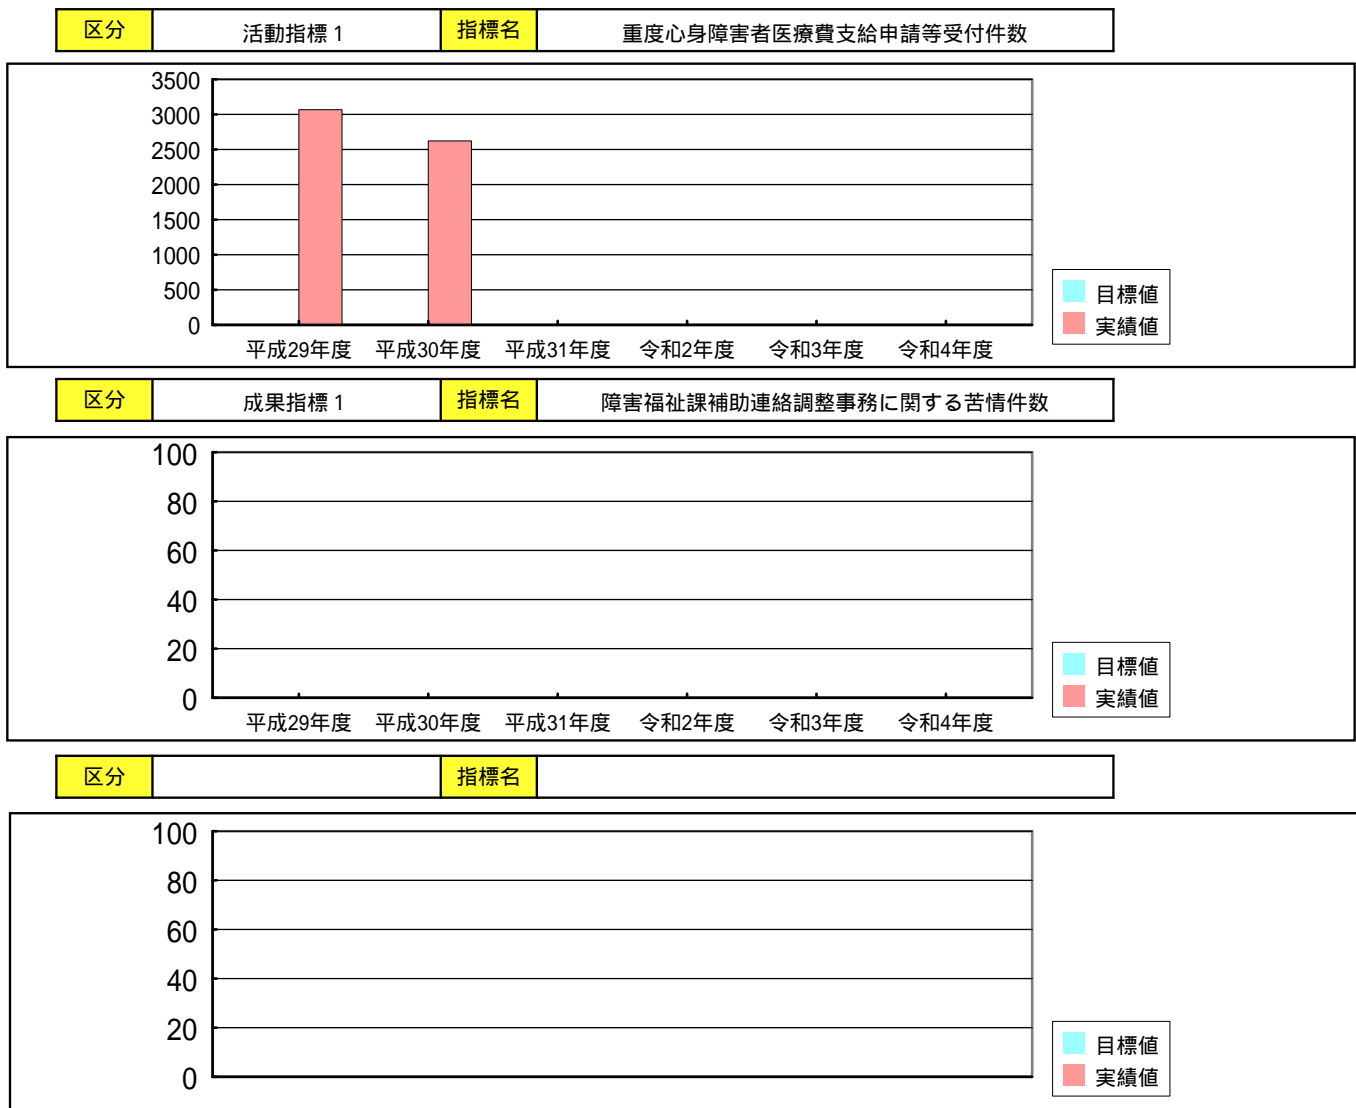 区分 活動指標１ 指標名 重度心身障害者医療費支給申請等受付件数
3500
3000
2500
2000
1500
1000
500
0
平成29年度 平成30年度 平成31年度 令和2年度 令和3年度 令和4年度
目標値
実績値
区分 成果指標１ 指標名 障害福祉課補助連絡調整事務に関する苦情件数
100
80
60
40
20
0
平成29年度 平成30年度 平成31年度 令和2年度 令和3年度 令和4年度
目標値
実績値
区分 指標名
100
80
60
40
20
0
目標値
実績値